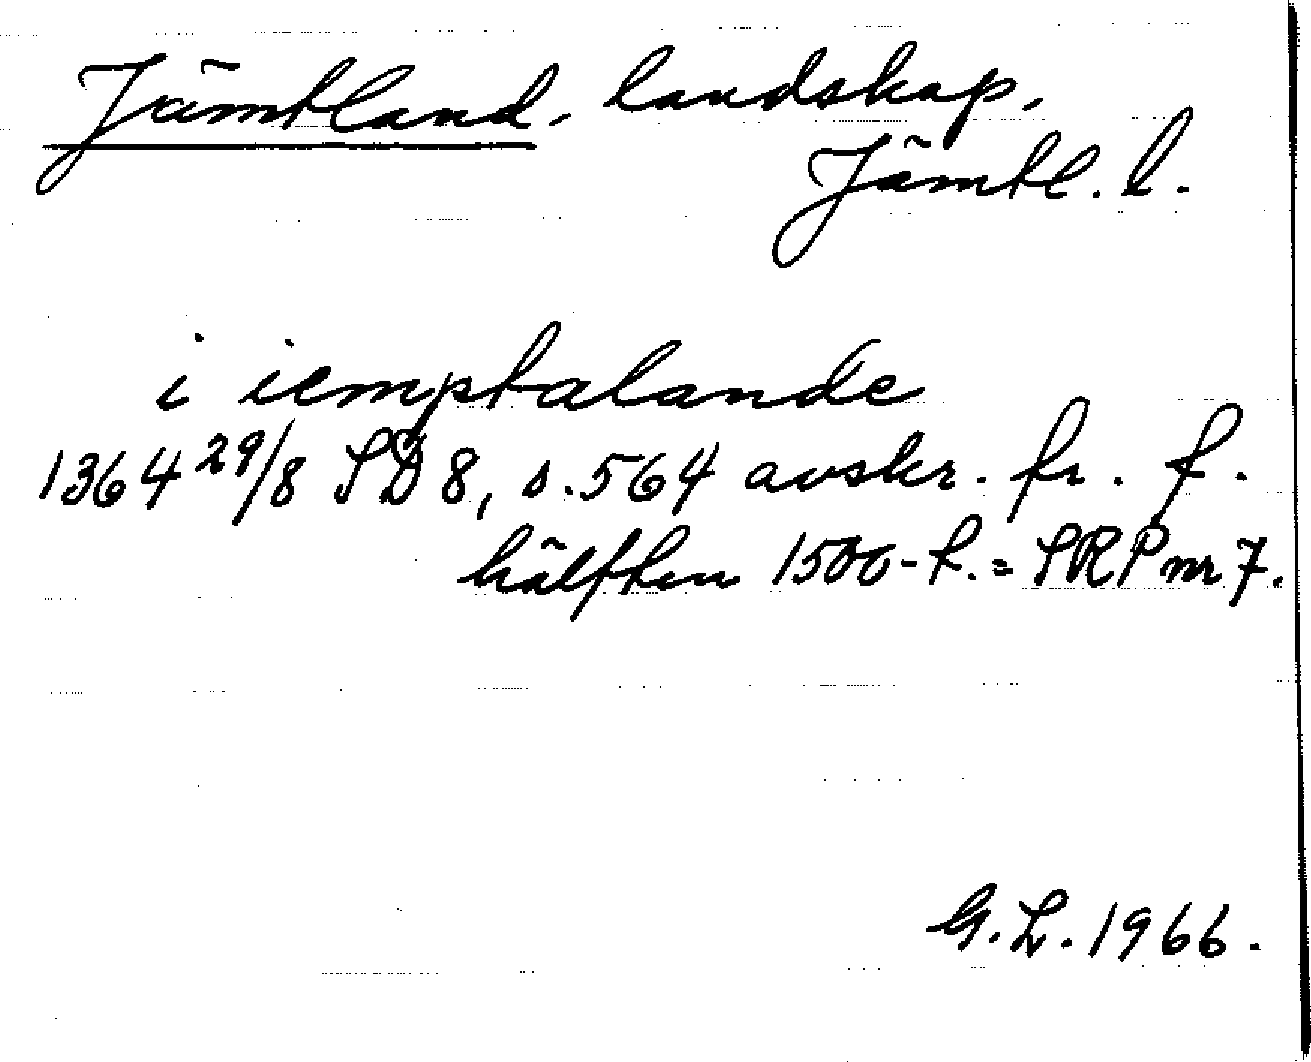 Jämtland, landskap,
Jämtl. l.
i iemptalande
1364 29/8 SD 8, s. 564 avskr. fr. f.
hälften 1500-t. = SRP nr 7.
G. L. 1966.